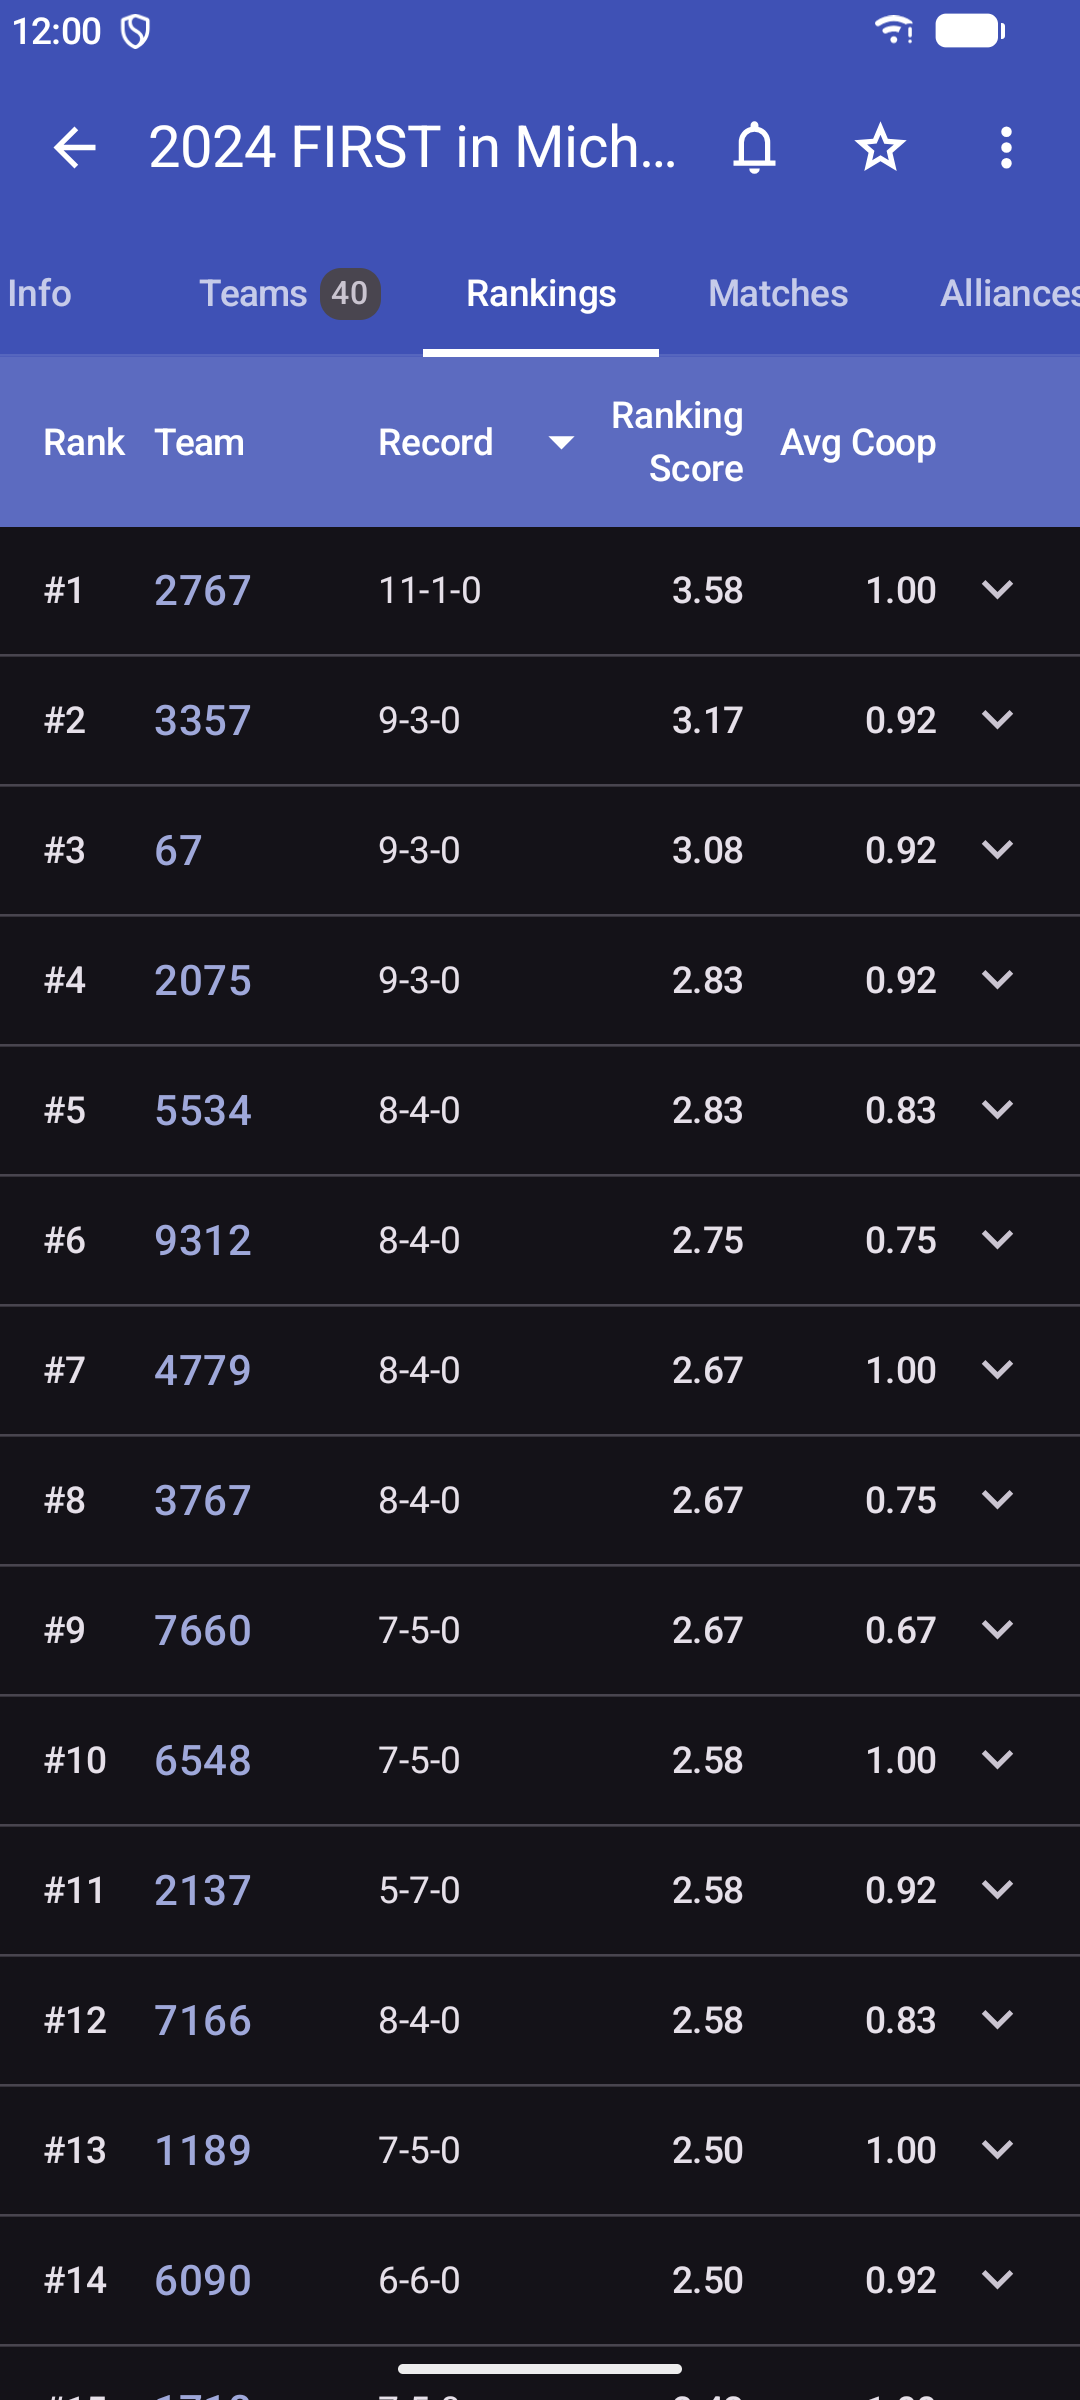 12:00
2024 FIRST in Mich...
Info Teams 40 Rankings Matches Alliances
Rank Team Record Ranking Score Avg Coop
#1 2767 11-1-0 3.58 1.00
#2 3357 9-3-0 3.17 0.92
#3 67 9-3-0 3.08 0.92
#4 2075 9-3-0 2.83 0.92
#5 5534 8-4-0 2.83 0.83
#6 9312 8-4-0 2.75 0.75
#7 4779 8-4-0 2.67 1.00
#8 3767 8-4-0 2.67 0.75
#9 7660 7-5-0 2.67 0.67
#10 6548 7-5-0 2.58 1.00
#11 2137 5-7-0 2.58 0.92
#12 7166 8-4-0 2.58 0.83
#13 1189 7-5-0 2.50 1.00
#14 6090 6-6-0 2.50 0.92